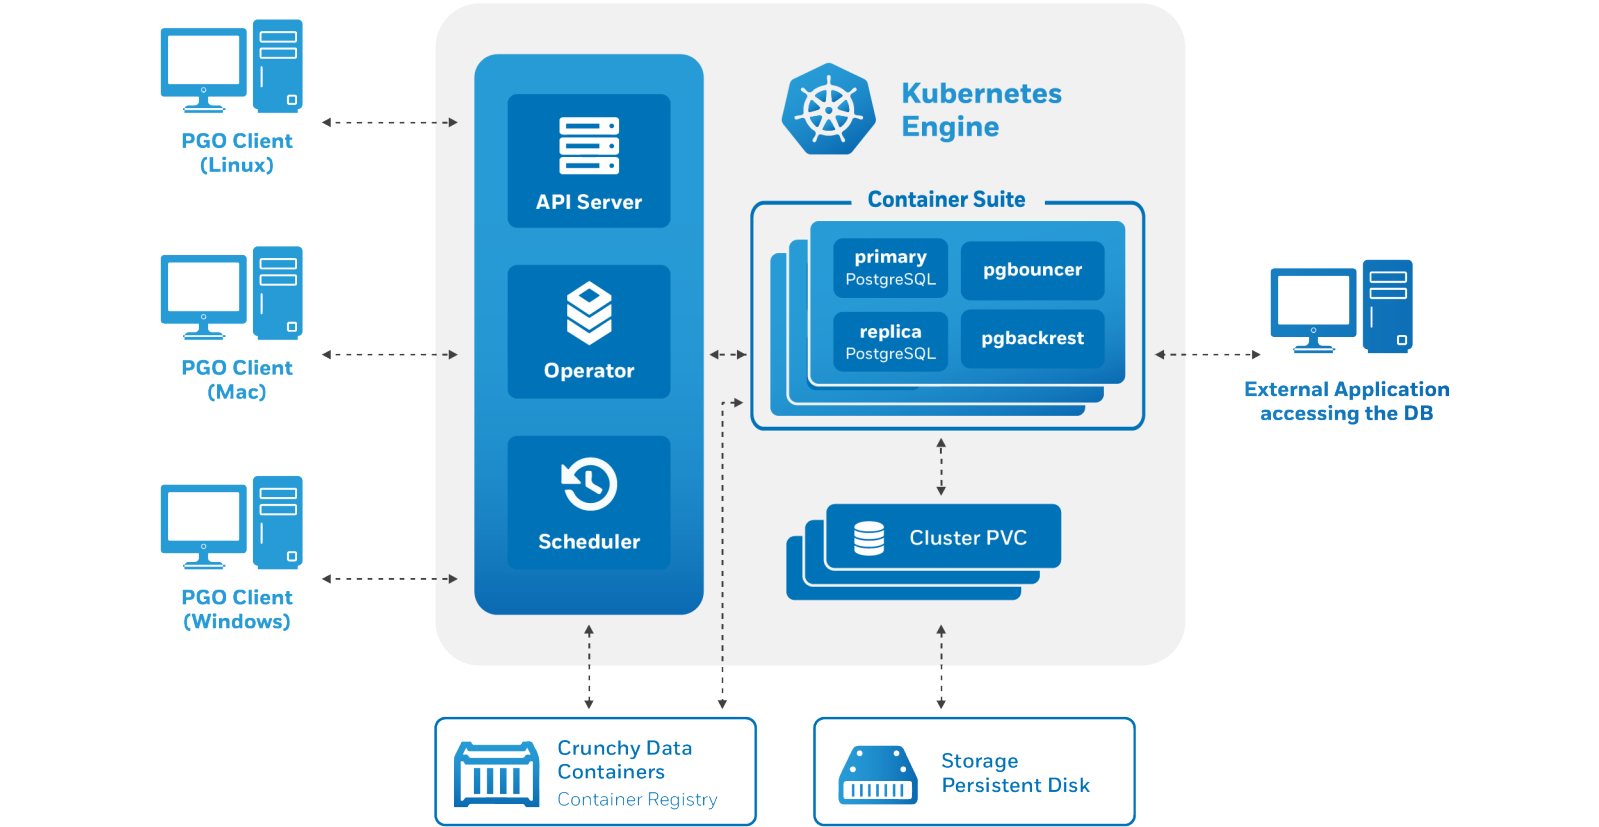 PGO Client
(Linux)
PGO Client
(Mac)
PGO Client
(Windows)
API Server
Operator
Scheduler
Kubernetes
Engine
Container Suite
primary
PostgreSQL
pgbouncer
replica
PostgreSQL
pgbackrest
Cluster PVC
External Application
accessing the DB
Crunchy Data
Containers
Container Registry
Storage
Persistent Disk